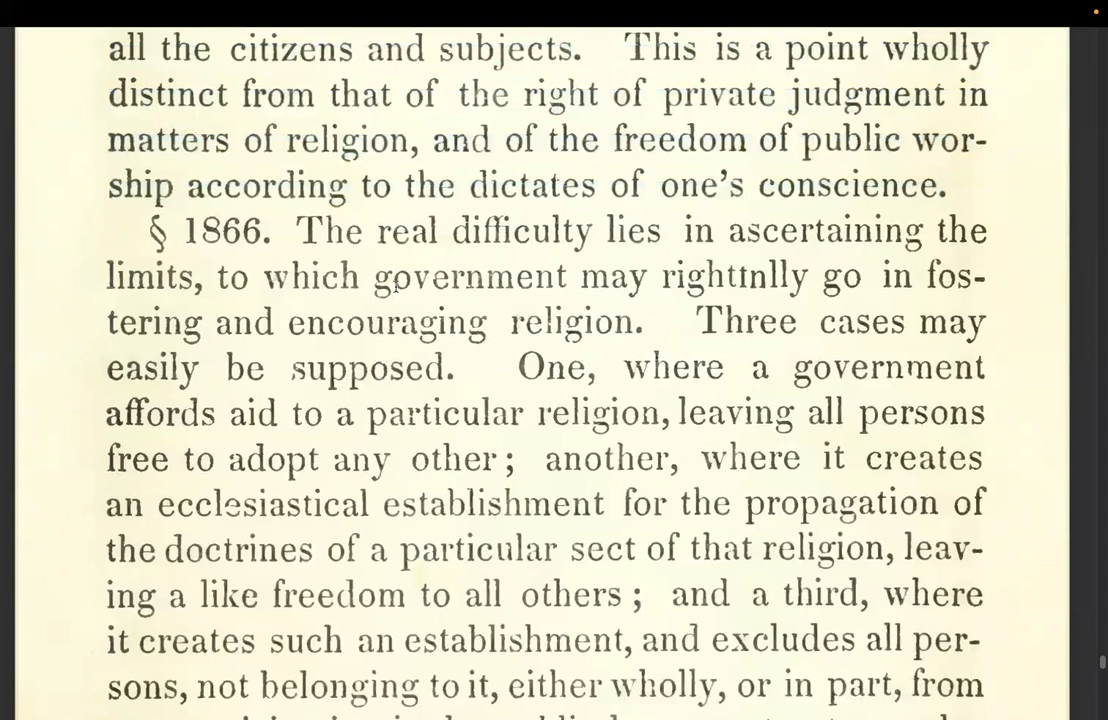 all the citizens and subjects. This is a point wholly
distinct from that of the right of private judgment in
matters of religion, and of the freedom of public wor-
ship according to the dictates of one's conscience.
§ 1866. The real difficulty lies in ascertaining the
limits, to which government may rightfully go in fos-
tering and encouraging religion. Three cases may
easily be supposed. One, where a government
affords aid to a particular religion, leaving all persons
free to adopt any other; another, where it creates
an ecclesiastical establishment for the propagation of
the doctrines of a particular sect of that religion, leav-
ing a like freedom to all others; and a third, where
it creates such an establishment, and excludes all per-
sons, not belonging to it, either wholly, or in part, from